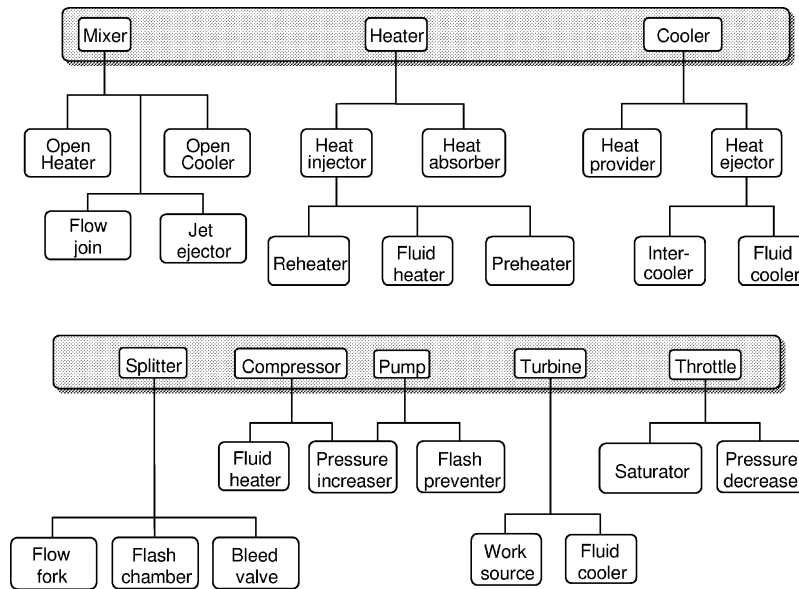 Mixer
Heater
Cooler
Open
Heater
Open
Cooler
Heat
injector
Heat
absorber
Heat
provider
Heat
ejector
Flow
join
Jet
ejector
Reheater
Fluid
heater
Preheater
Inter-
cooler
Fluid
cooler
Splitter
Compressor
Pump
Turbine
Throttle
Fluid
heater
Pressure
increaser
Flash
preventer
Saturator
Pressure
decrease
Flow
fork
Flash
chamber
Bleed
valve
Work
source
Fluid
cooler